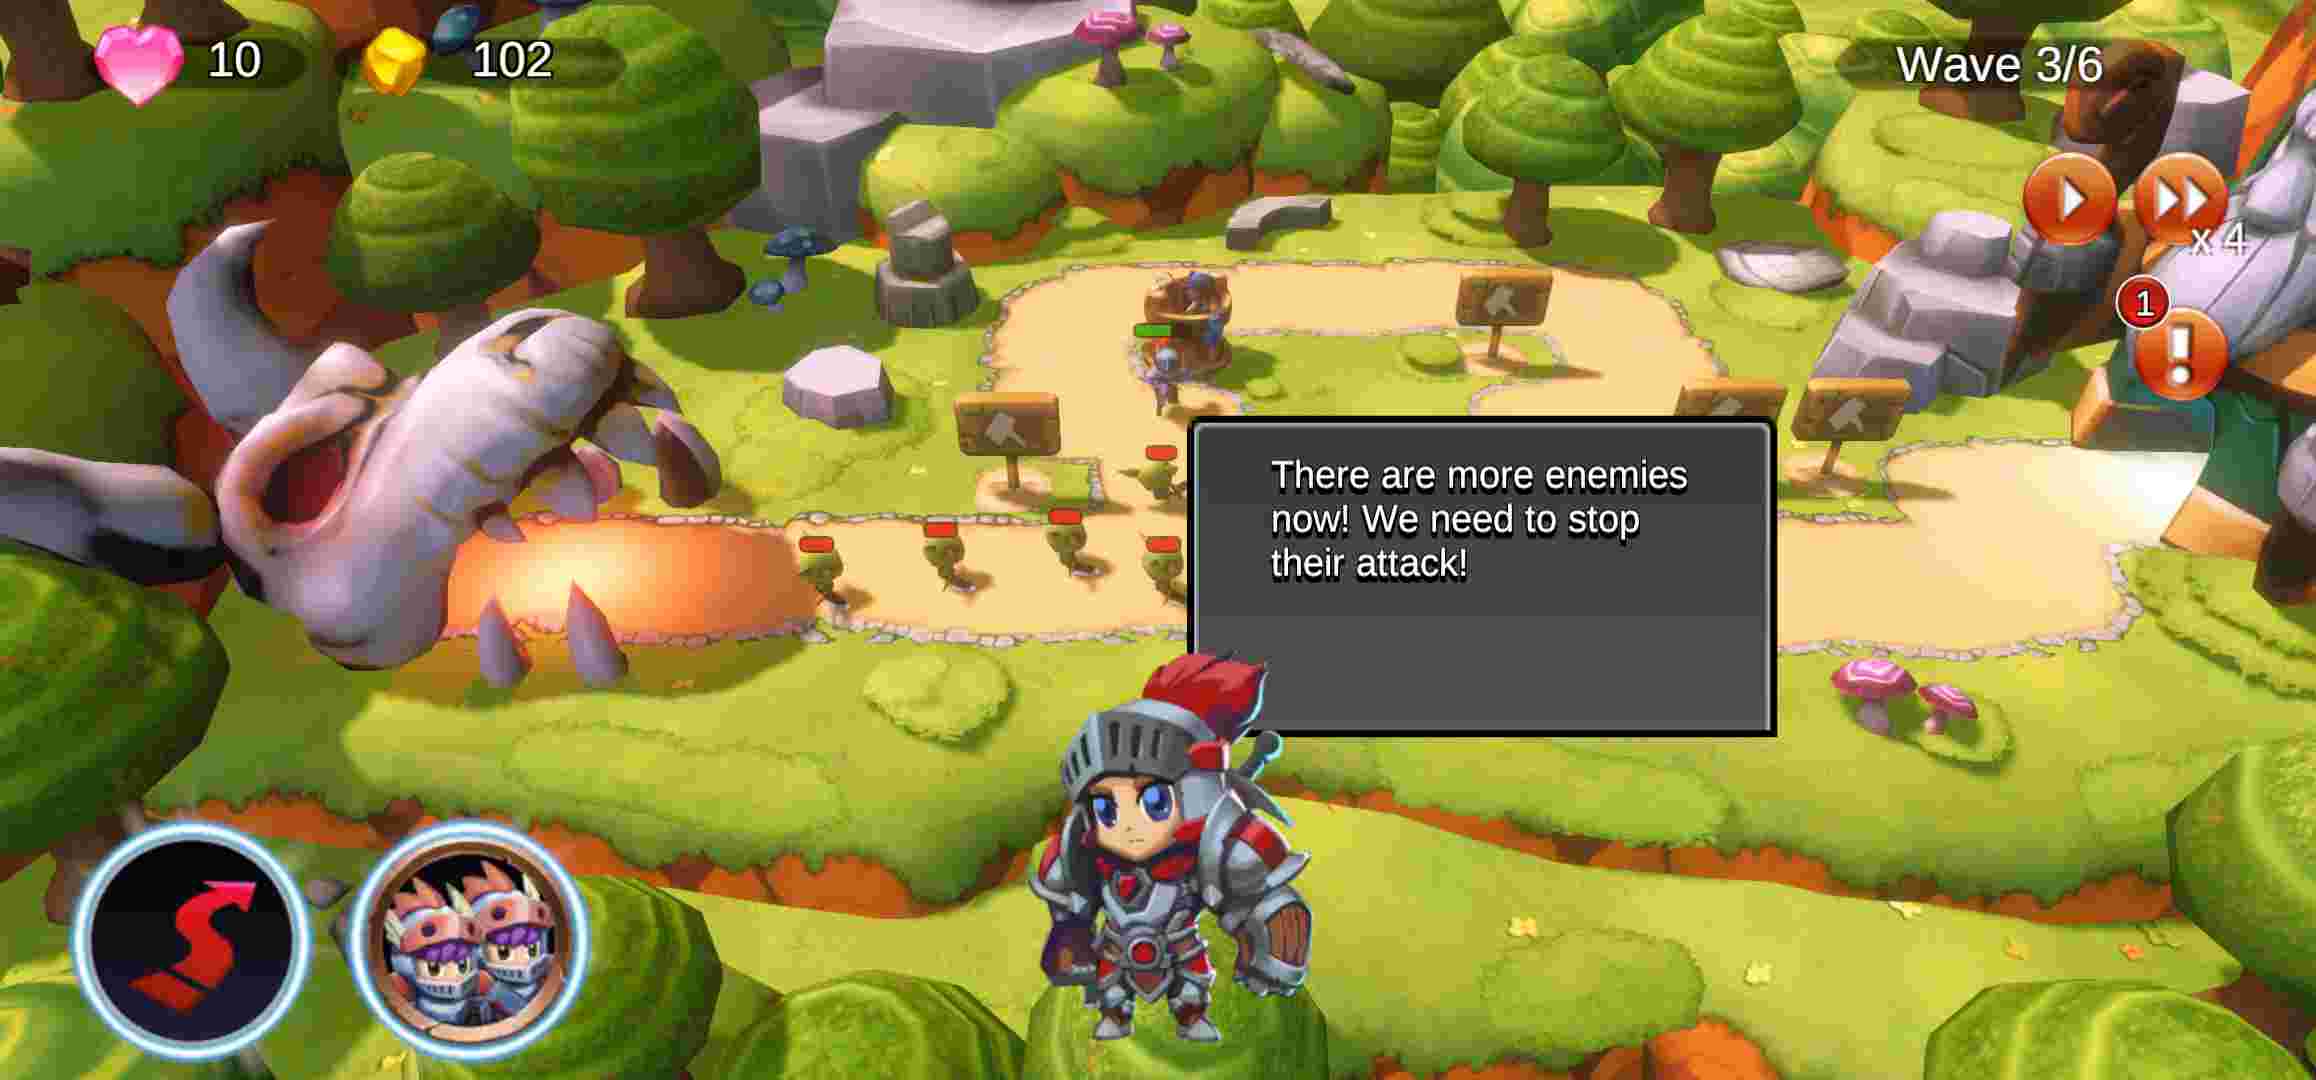 10
102
Wave 3/6
x 4
1
There are more enemies
now! We need to stop
their attack!